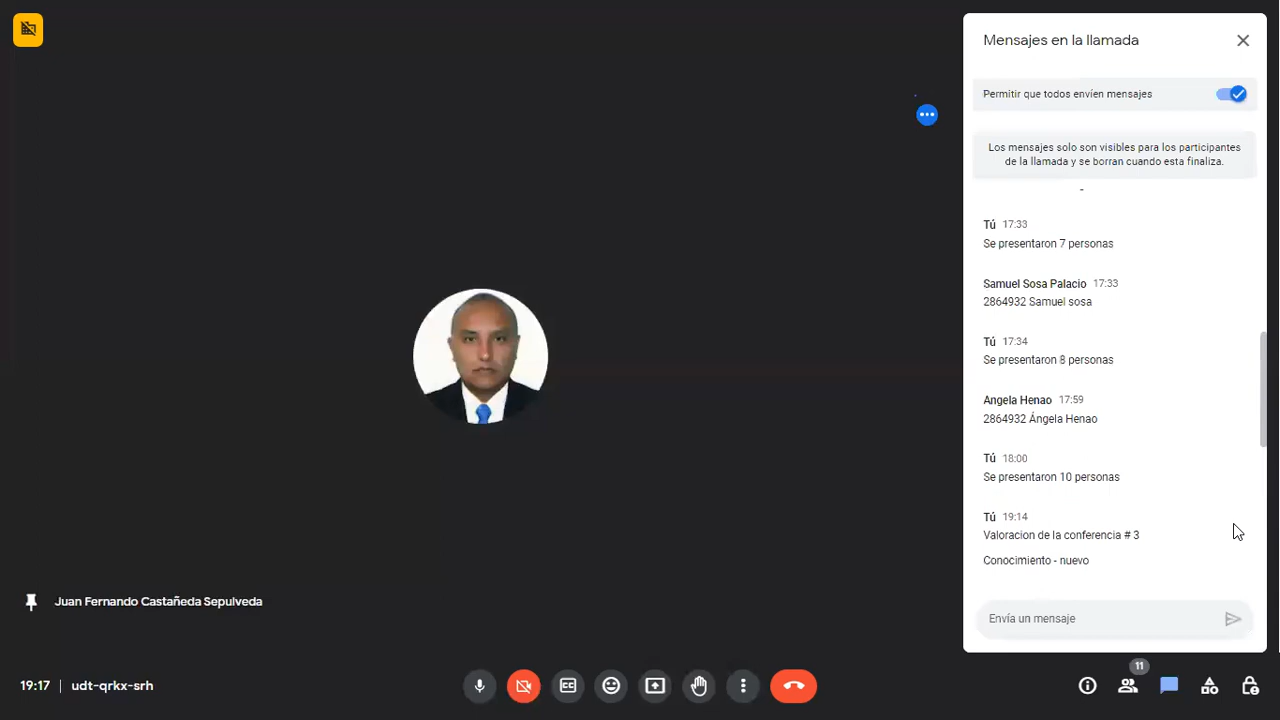 Mensajes en la llamada
Permitir que todos envíen mensajes
Los mensajes solo son visibles para los participantes
de la llamada y se borran cuando esta finaliza.
Tú 17:33
Se presentaron 7 personas
Samuel Sosa Palacio 17:33
2864932 Samuel sosa
Tú 17:34
Se presentaron 8 personas
Angela Henao 17:59
2864932 Ángela Henao
Tú 18:00
Se presentaron 10 personas
Tú 19:14
Valoracion de la conferencia # 3
Conocimiento - nuevo
Envía un mensaje
Juan Fernando Castañeda Sepulveda
19:17 | udt-qrkx-srh
11